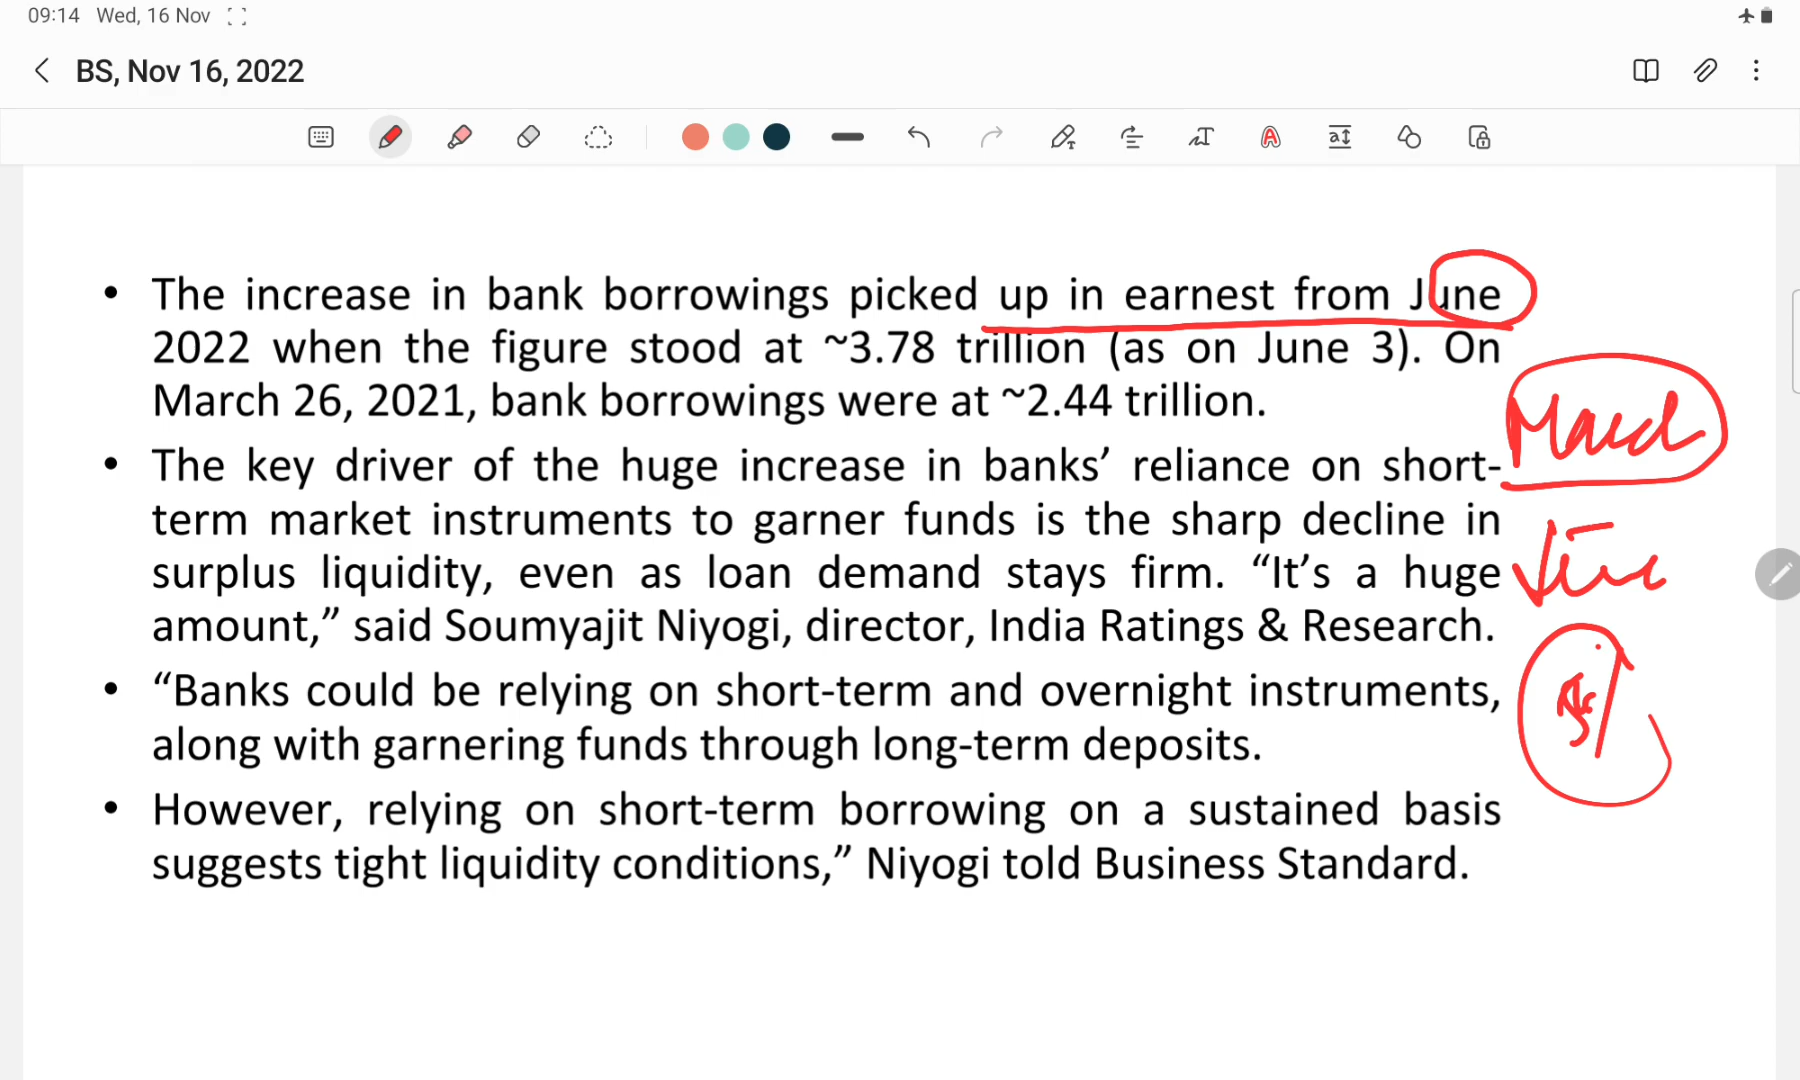 09:14 Wed, 16 Nov
BS, Nov 16, 2022
• The increase in bank borrowings picked up in earnest from June
2022 when the figure stood at ~3.78 trillion (as on June 3). On
March 26, 2021, bank borrowings were at ~2.44 trillion.
• The key driver of the huge increase in banks’ reliance on short-
term market instruments to garner funds is the sharp decline in
surplus liquidity, even as loan demand stays firm. “It’s a huge
amount,” said Soumyajit Niyogi, director, India Ratings & Research.
• “Banks could be relying on short-term and overnight instruments,
along with garnering funds through long-term deposits.
• However, relying on short-term borrowing on a sustained basis
suggests tight liquidity conditions,” Niyogi told Business Standard.